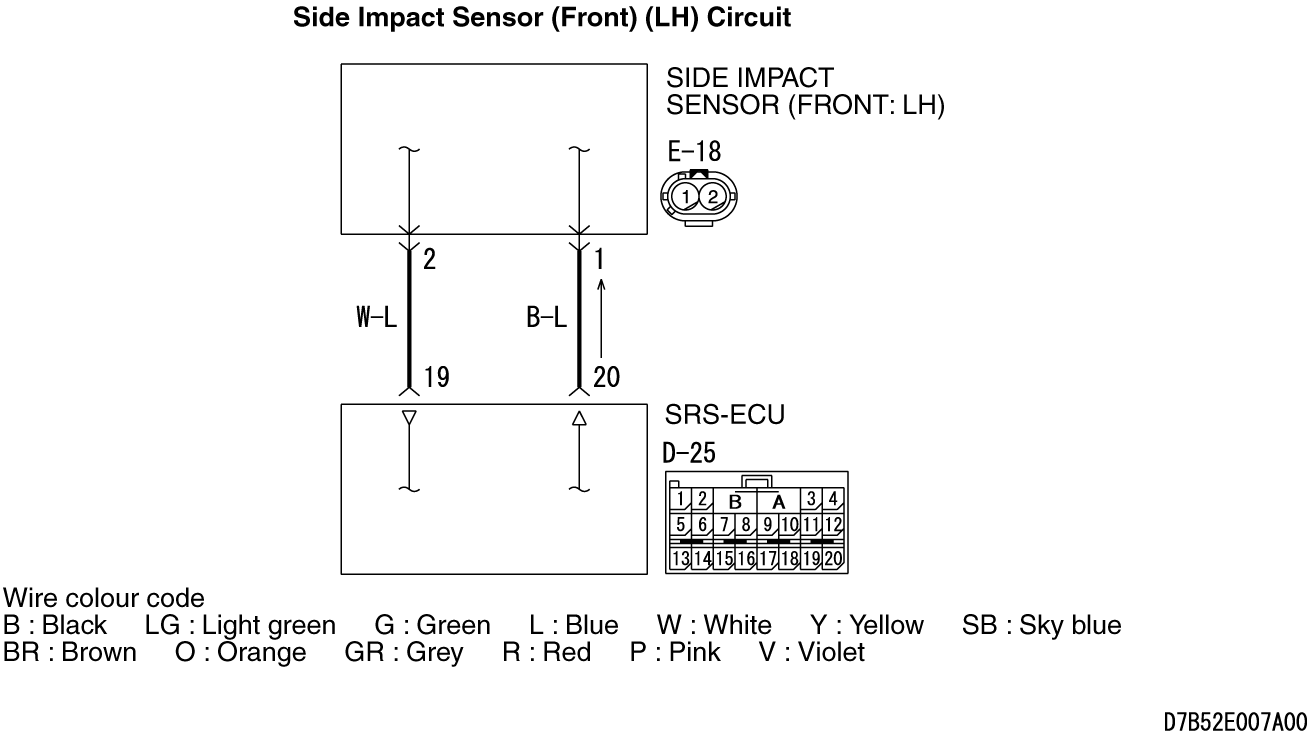 Side Impact Sensor (Front) (LH) Circuit
SIDE IMPACT
SENSOR (FRONT: LH)
E-18
1 2
2 1
W-L B-L
19 20
SRS-ECU
D-25
1 2 B A 3 4
5 6 7 8 9 10 11 12
13 14 15 16 17 18 19 20
Wire colour code
B : Black LG : Light green G : Green L : Blue W : White Y : Yellow SB : Sky blue
BR : Brown O : Orange GR : Grey R : Red P : Pink V : Violet
D7B52E007A00